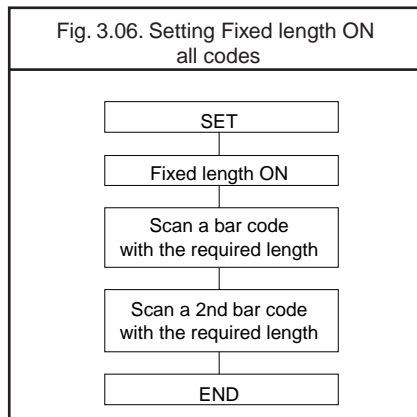 Fig. 3.06. Setting Fixed length ON
all codes
SET
Fixed length ON
Scan a bar code
with the required length
Scan a 2nd bar code
with the required length
END